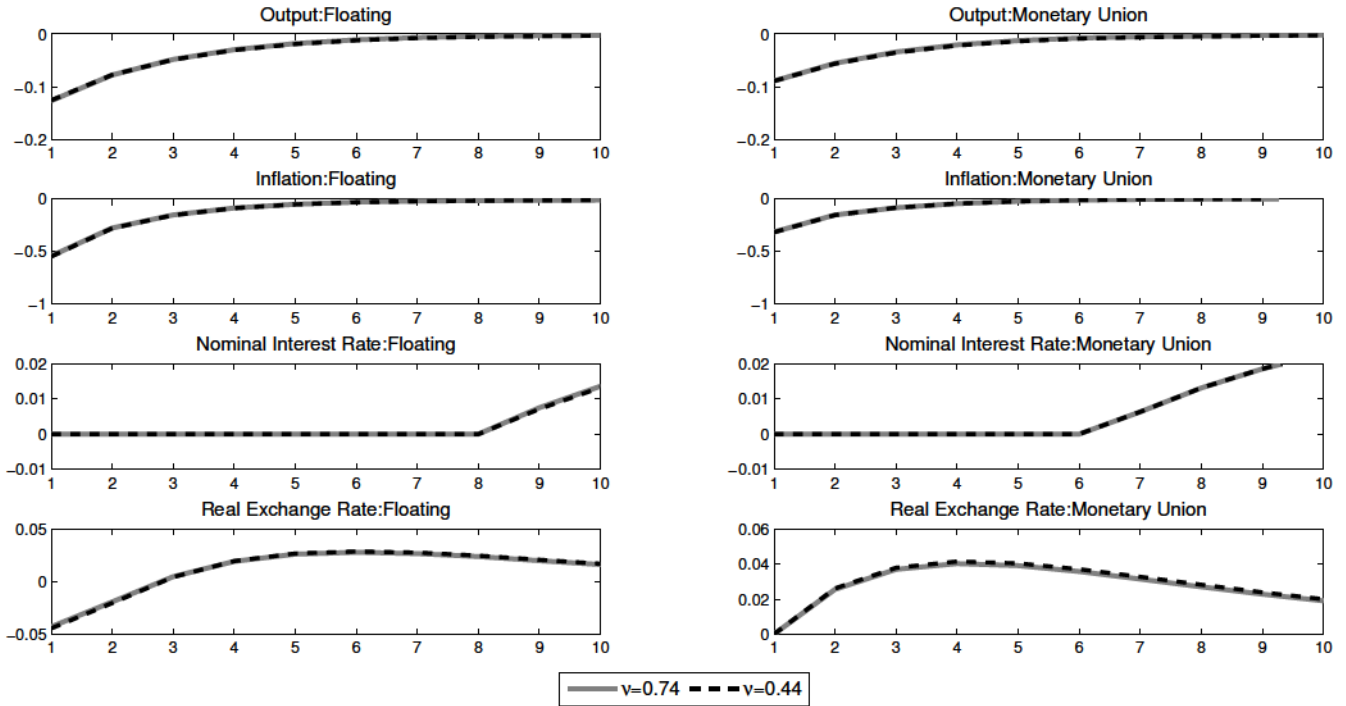 Output:Floating
0
−0.1
−0.2
1 2 3 4 5 6 7 8 9 10
Output:Monetary Union
0
−0.1
−0.2
1 2 3 4 5 6 7 8 9 10
Inflation:Floating
0
−0.5
−1
1 2 3 4 5 6 7 8 9 10
Inflation:Monetary Union
0
−0.5
−1
1 2 3 4 5 6 7 8 9 10
Nominal Interest Rate:Floating
0.02
0.01
0
−0.01
1 2 3 4 5 6 7 8 9 10
Nominal Interest Rate:Monetary Union
0.02
0.01
0
−0.01
1 2 3 4 5 6 7 8 9 10
Real Exchange Rate:Floating
0.05
0
−0.05
1 2 3 4 5 6 7 8 9 10
Real Exchange Rate:Monetary Union
0.06
0.04
0.02
0
1 2 3 4 5 6 7 8 9 10
ν=0.74 ν=0.44